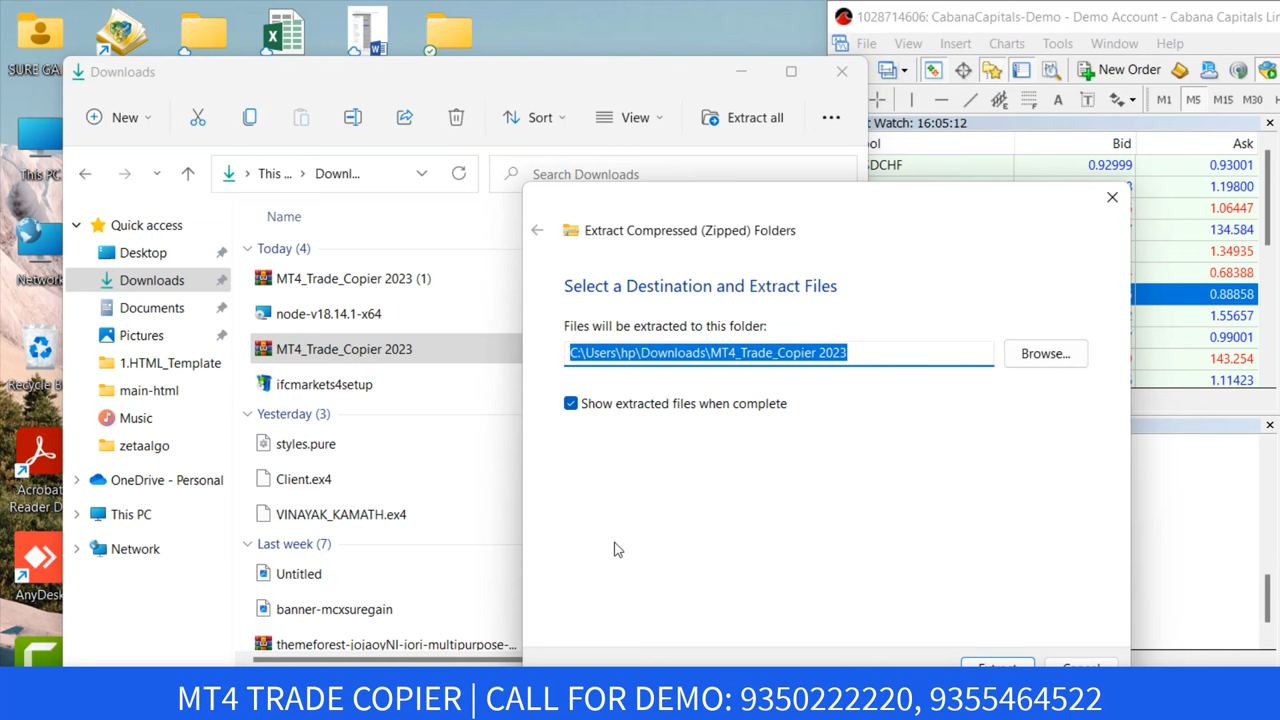 1028714606: CabanaCapitals-Demo - Demo Account - Cabana Capitals Lin
File View Insert Charts Tools Window Help
New Order
M1 M5 M15 M30
SURE GAI
Downloads
New Sort View Extract all
This ... Downl...
Search Downloads
Watch: 16:05:12
Bid Ask
DCHF 0.92999 0.93001
1.19800
1.06447
134.584
1.34935
0.68388
0.88858
1.55657
0.99001
143.254
1.11423
This PC
Network
Acrobat
Reader D
AnyDesk
Quick access
Desktop
Downloads
Documents
Pictures
1.HTML_Template
main-html
Music
zetaalgo
OneDrive - Personal
This PC
Network
Name
Today (4)
MT4_Trade_Copier 2023 (1)
node-v18.14.1-x64
MT4_Trade_Copier 2023
ifcmarkets4setup
Yesterday (3)
styles.pure
Client.ex4
VINAYAK_KAMATH.ex4
Last week (7)
Untitled
banner-mcxsuregain
themeforest-jojaoyNI-iori-multipurpose-...
Extract Compressed (Zipped) Folders
Select a Destination and Extract Files
Files will be extracted to this folder:
C:\Users\hp\Downloads\MT4_Trade_Copier 2023
Browse...
Show extracted files when complete
Extract Cancel
MT4 TRADE COPIER | CALL FOR DEMO: 9350222220, 9355464522